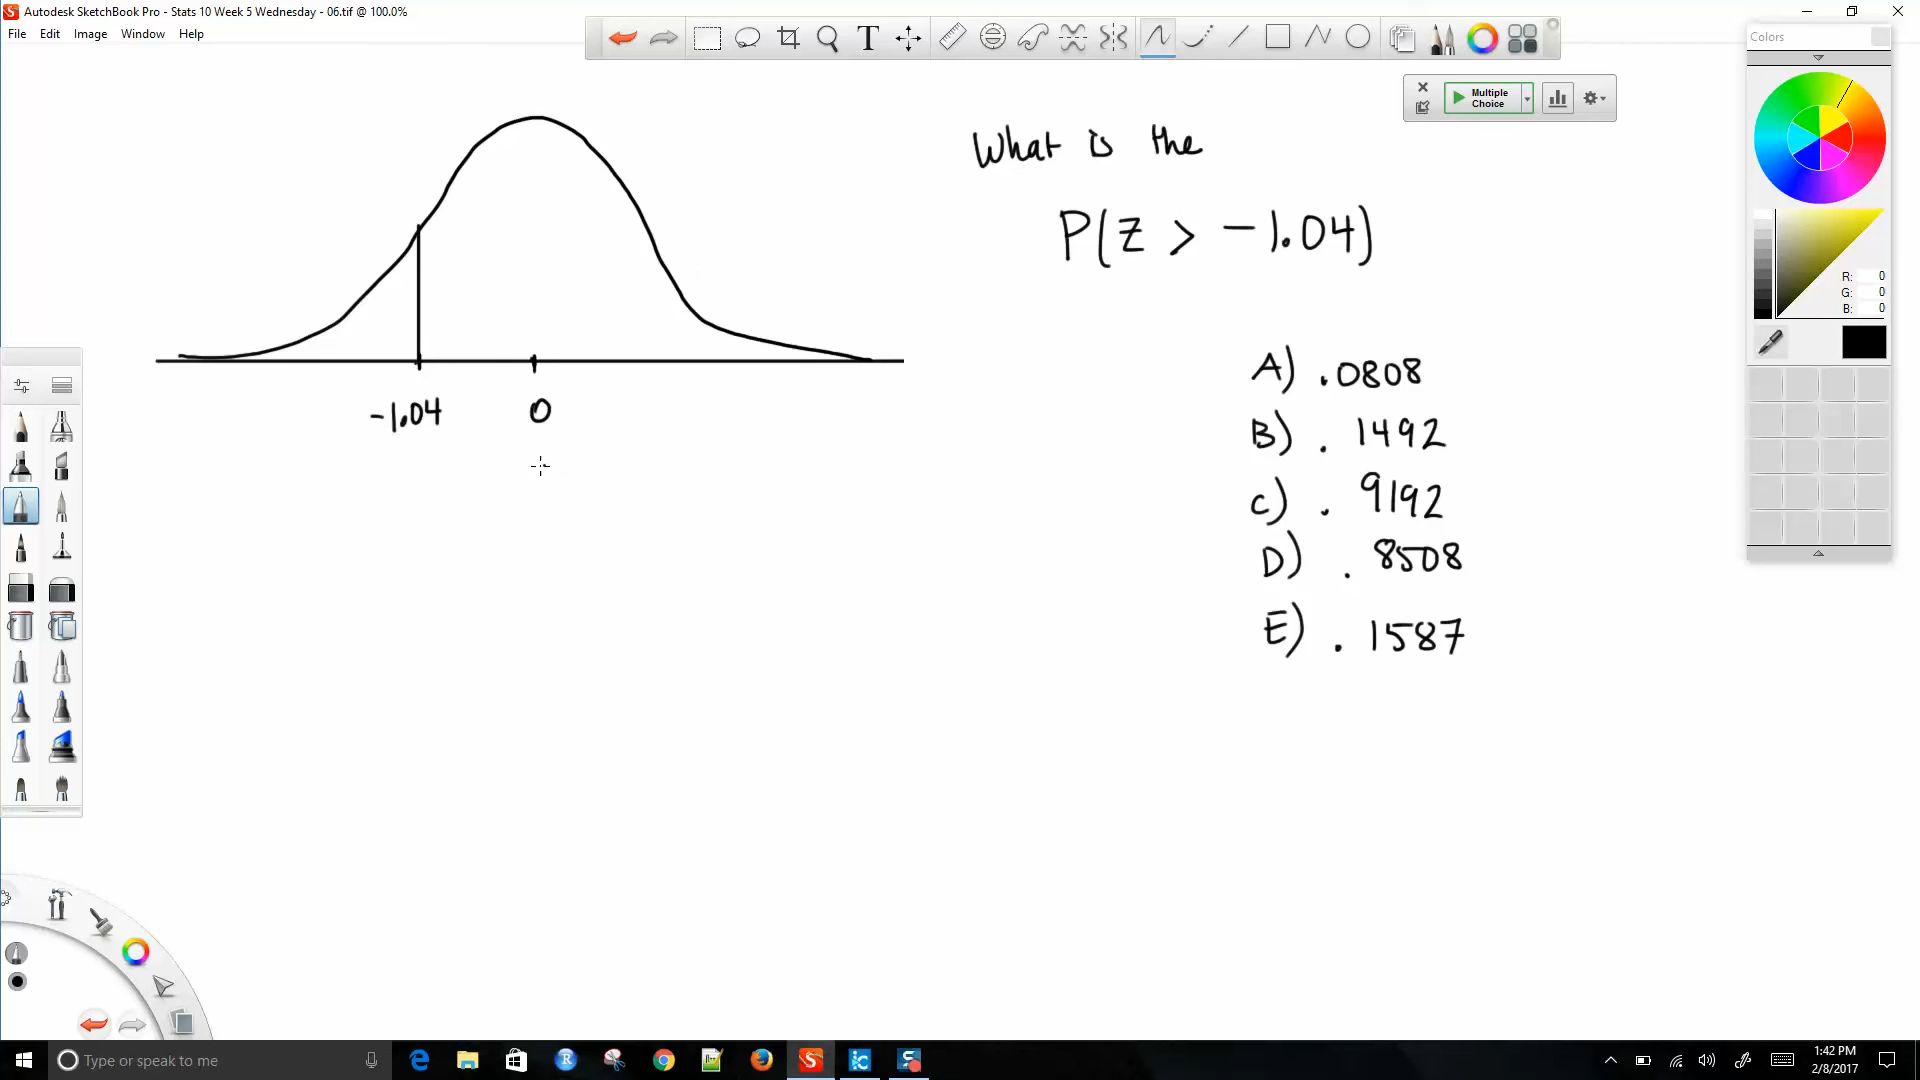 Autodesk SketchBook Pro - Stats 10 Week 5 Wednesday - 06.tif @ 100.0%
File Edit Image Window Help
T
Multiple
Choice
Colors
What is the
P(Z > -1.04)
R: 0
G: 0
B: 0
A) .0808
-1.04 0
B) .1492
C) .9192
D) .8508
E) .1587
Type or speak to me
1:42 PM
2/8/2017